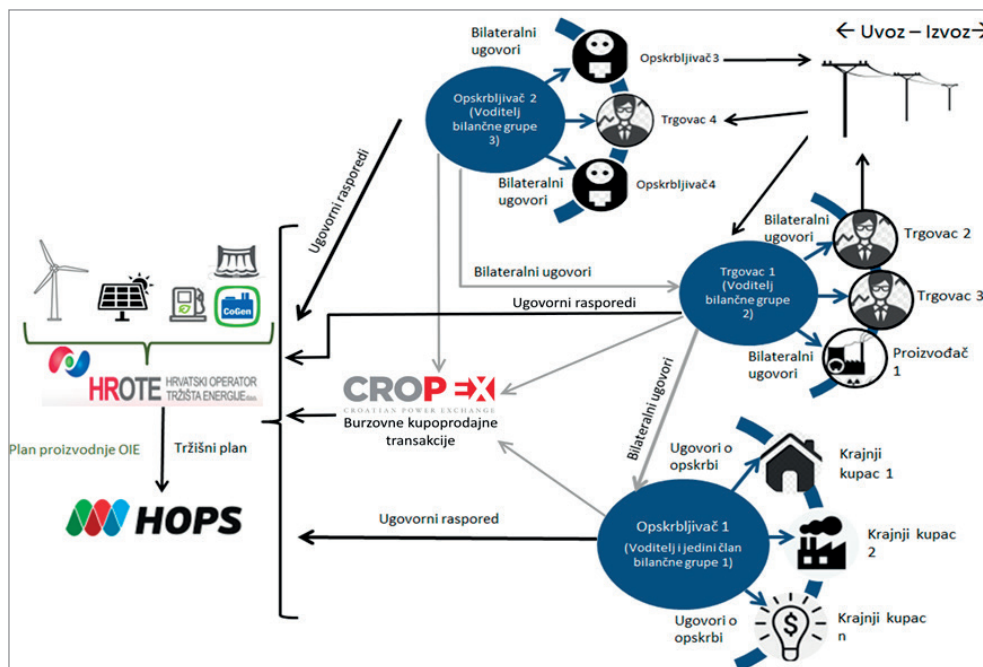 ← Uvoz – Izvoz→
Bilateralni
ugovori
Opskrbljivač3
Opskrbljivač 2
(Voditelj
bilančne grupe
3)
Trgovac 4
Bilateralni
ugovori
Opskrbljivač4
Ugovorni rasporedi
Bilateralni
ugovori
Trgovac 2
Bilateralni ugovori
Trgovac 1
(Voditelj
bilančne grupe
2)
Trgovac 3
Ugovorni rasporedi
Bilateralni
ugovori
Proizvođač
1
CoGen
HROTE HRVATSKI OPERATOR
TRŽIŠTA ENERGIJE d.o.o.
CROPEX
CROATIAN POWER EXCHANGE
Burzovne kupoprodajne
transakcije
Bilateralni ugovori
Plan proizvodnje OIE
Tržišni plan
HOPS
Ugovori o
opskrbi
Krajnji
kupac 1
Ugovorni raspored
Opskrbljivač 1
(Voditelj i jedini član
bilančne grupe 1)
Krajnji kupac
2
Ugovori o
opskrbi
$
Krajnji kupac
n